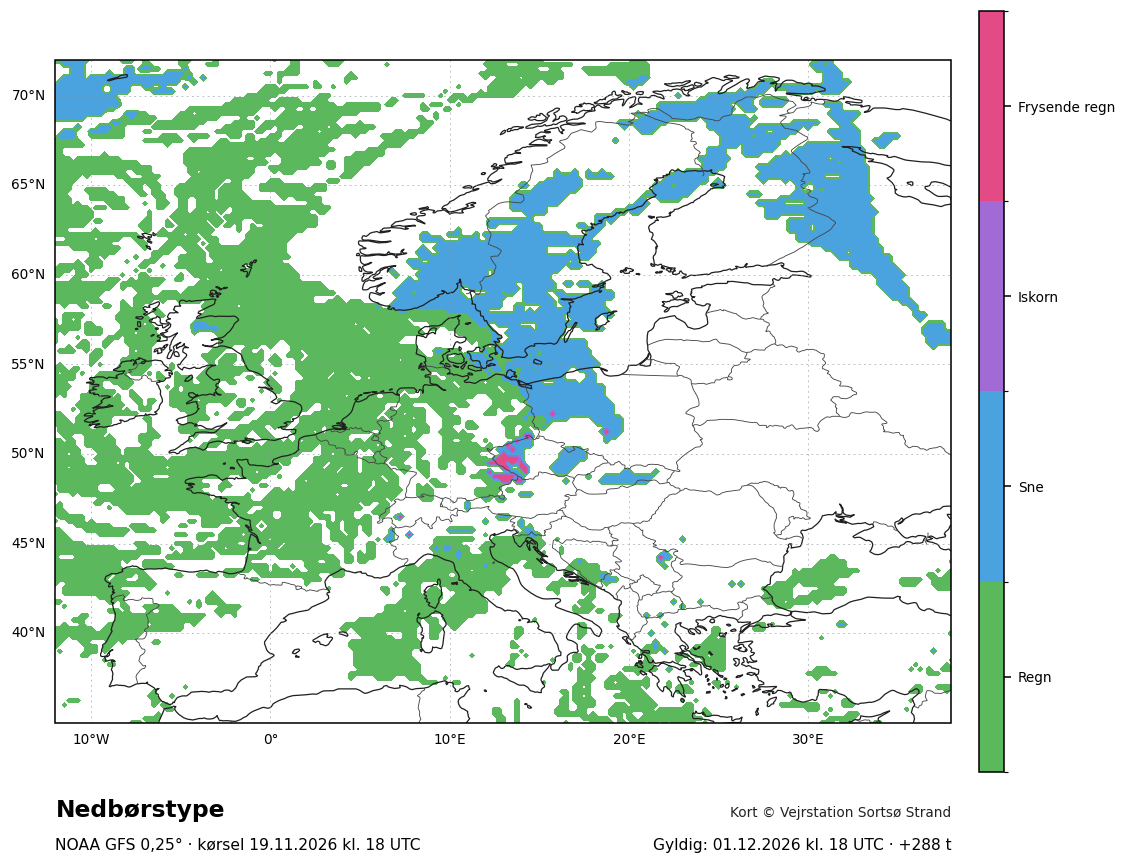 70°N
65°N
60°N
55°N
50°N
45°N
40°N
10°W
0°
10°E
20°E
30°E
Frysende regn
Iskorn
Sne
Regn
Nedbørstype
Kort © Vejrstation Sortsø Strand
NOAA GFS 0,25° · kørsel 19.11.2026 kl. 18 UTC
Gyldig: 01.12.2026 kl. 18 UTC · +288 t